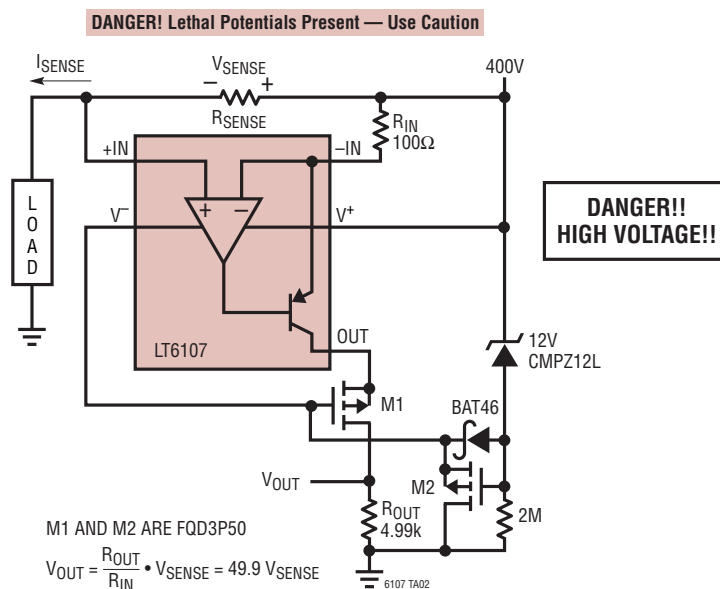 DANGER! Lethal Potentials Present — Use Caution
ISENSE
VSENSE
− +
RSENSE
400V
RIN
100Ω
+IN
−IN
LOAD
V−
V+
+ −
DANGER!!
HIGH VOLTAGE!!
LT6107
OUT
12V
CMPZ12L
M1
BAT46
M2
VOUT
ROUT
4.99k
2M
M1 AND M2 ARE FQD3P50
VOUT = ROUT/RIN • VSENSE = 49.9 VSENSE
6107 TA02